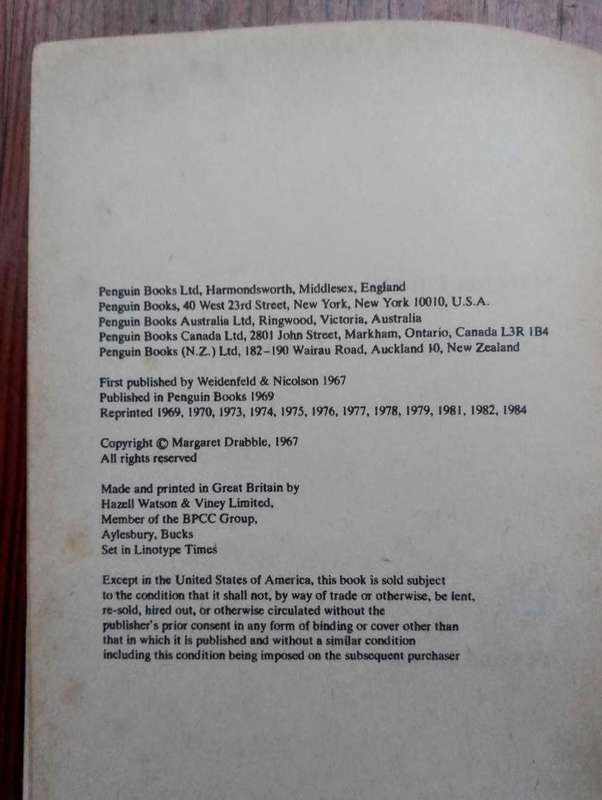 Penguin Books Ltd, Harmondsworth, Middlesex, England
Penguin Books, 40 West 23rd Street, New York, New York 10010, U.S.A.
Penguin Books Australia Ltd, Ringwood, Victoria, Australia
Penguin Books Canada Ltd, 2801 John Street, Markham, Ontario, Canada L3R 1B4
Penguin Books (N.Z.) Ltd, 182–190 Wairau Road, Auckland 10, New Zealand
First published by Weidenfeld & Nicolson 1967
Published in Penguin Books 1969
Reprinted 1969, 1970, 1973, 1974, 1975, 1976, 1977, 1978, 1979, 1981, 1982, 1984
Copyright © Margaret Drabble, 1967
All rights reserved
Made and printed in Great Britain by
Hazell Watson & Viney Limited,
Member of the BPCC Group,
Aylesbury, Bucks
Set in Linotype Times
Except in the United States of America, this book is sold subject
to the condition that it shall not, by way of trade or otherwise, be lent,
re-sold, hired out, or otherwise circulated without the
publisher's prior consent in any form of binding or cover other than
that in which it is published and without a similar condition
including this condition being imposed on the subsequent purchaser